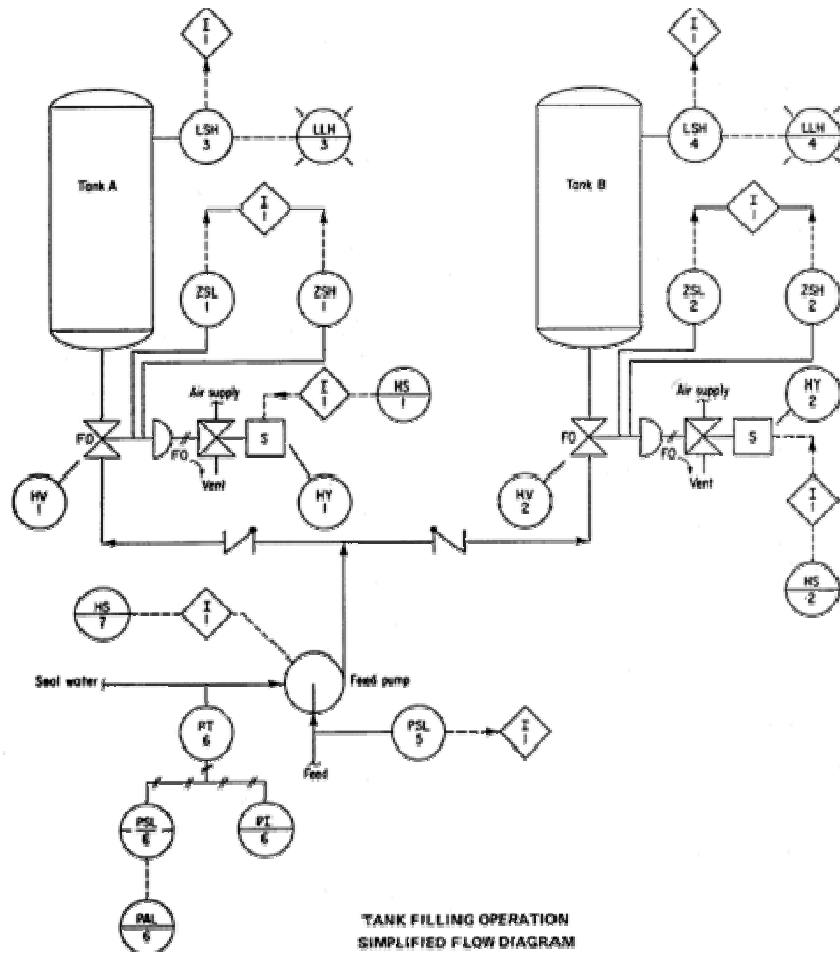 I
1
I
1
LSH
3
LLH
3
LSH
4
LLH
4
Tank A
Tank B
I
1
I
1
ZSL
1
ZSH
1
ZSL
2
ZSH
2
Air supply
I
1
HS
1
Air supply
HY
2
FO
S
FO
S
FO
Vent
FO
Vent
HV
1
HY
1
HV
2
I
1
HS
2
HS
7
I
1
Seal water
Feed pump
PT
6
PSL
5
I
1
Feed
PSL
6
PI
6
PAL
6
TANK FILLING OPERATION
SIMPLIFIED FLOW DIAGRAM